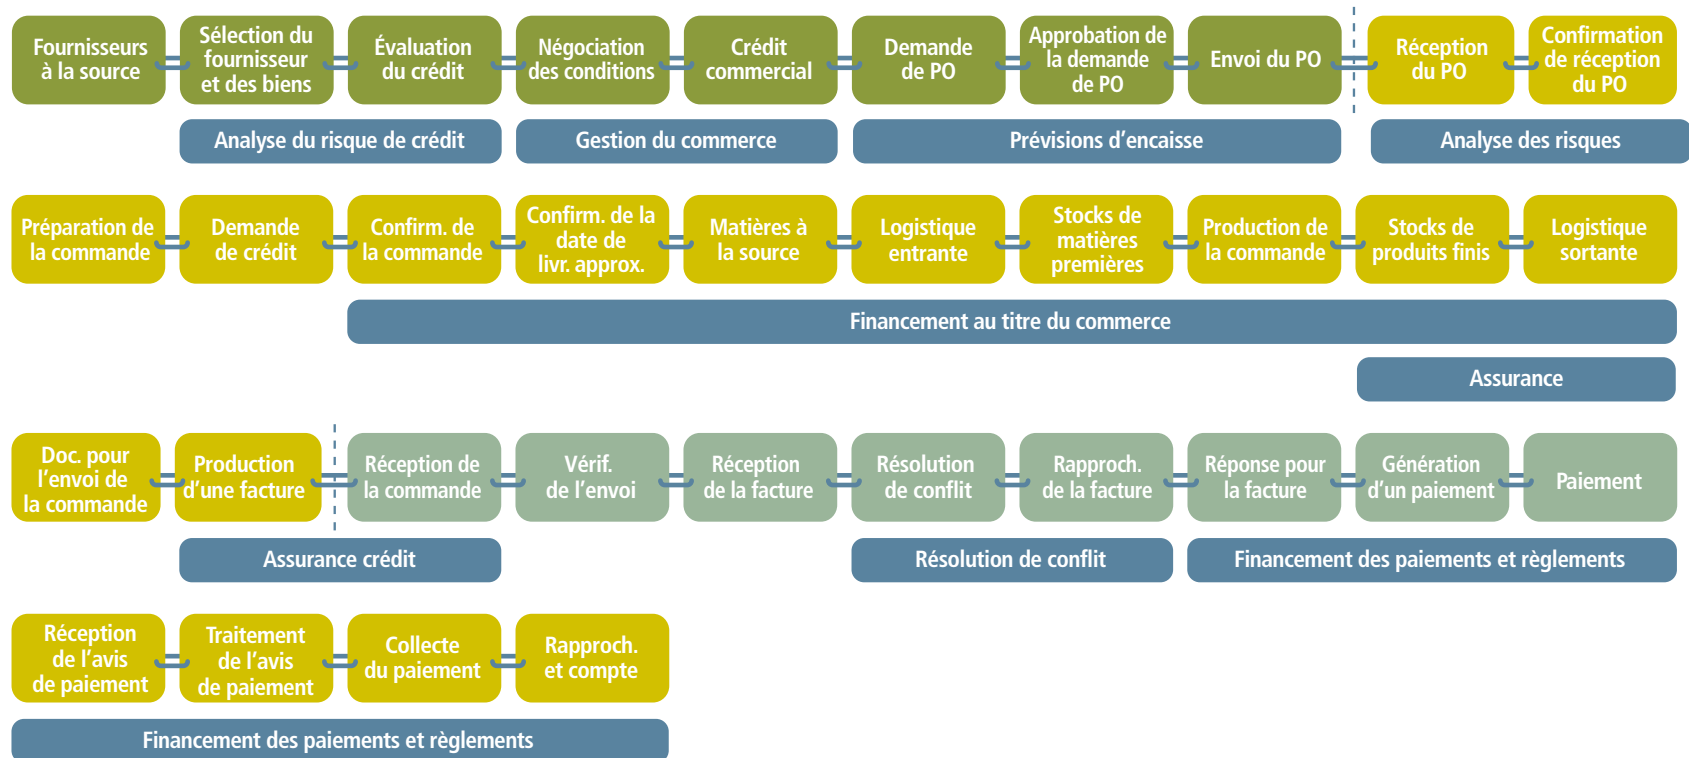 Fournisseurs
à la source
Sélection du
fournisseur
et des biens
Évaluation
du crédit
Négociation
des conditions
Crédit
commercial
Demande
de PO
Approbation de
la demande
de PO
Envoi du PO
Réception
du PO
Confirmation
de réception
du PO
Analyse du risque de crédit
Gestion du commerce
Prévisions d'encaisse
Analyse des risques
Préparation de
la commande
Demande
de crédit
Confirm. de
la commande
Confirm. de la
date de
livr. approx.
Matières à
la source
Logistique
entrante
Stocks de
matières
premières
Production de
la commande
Stocks de
produits finis
Logistique
sortante
Financement au titre du commerce
Assurance
Doc. pour
l'envoi de
la commande
Production
d'une facture
Réception de
la commande
Vérif.
de l'envoi
Réception
de la facture
Résolution
de conflit
Rapproch.
de la facture
Réponse pour
la facture
Génération
d'un paiement
Paiement
Assurance crédit
Résolution de conflit
Financement des paiements et règlements
Réception
de l'avis
de paiement
Traitement
de l'avis
de paiement
Collecte
du paiement
Rapproch.
et compte
Financement des paiements et règlements